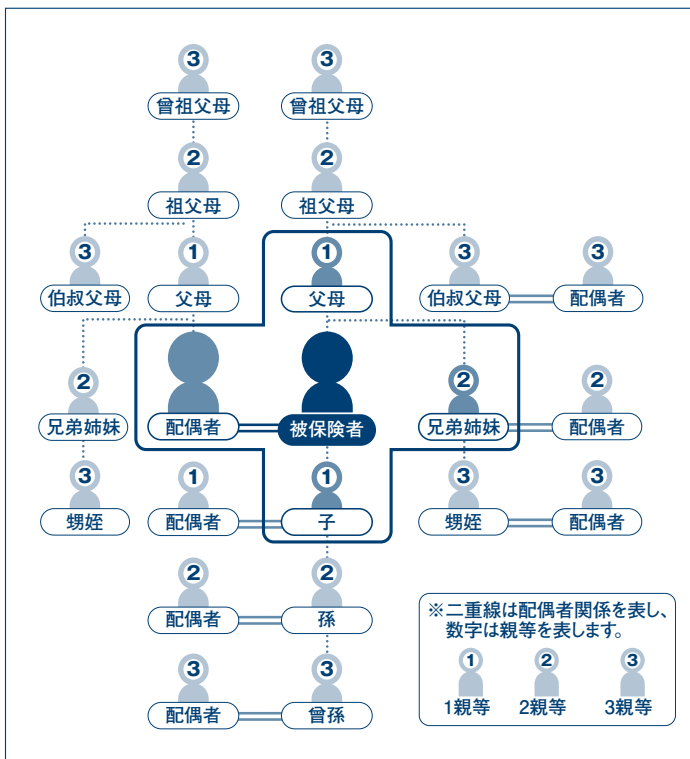 3 3
曾祖父母 曾祖父母
2 2
祖父母 祖父母
3 1 1 3 3
伯叔父母 父母 父母 伯叔父母 配偶者
2 2 2
兄弟姉妹 配偶者 被保険者 兄弟姉妹 配偶者
3 1 1 3 3
甥姪 配偶者 子 甥姪 配偶者
2 2
配偶者 孫
3 3
配偶者 曾孫
※二重線は配偶者関係を表し、
数字は親等を表します。
1 2 3
1親等 2親等 3親等